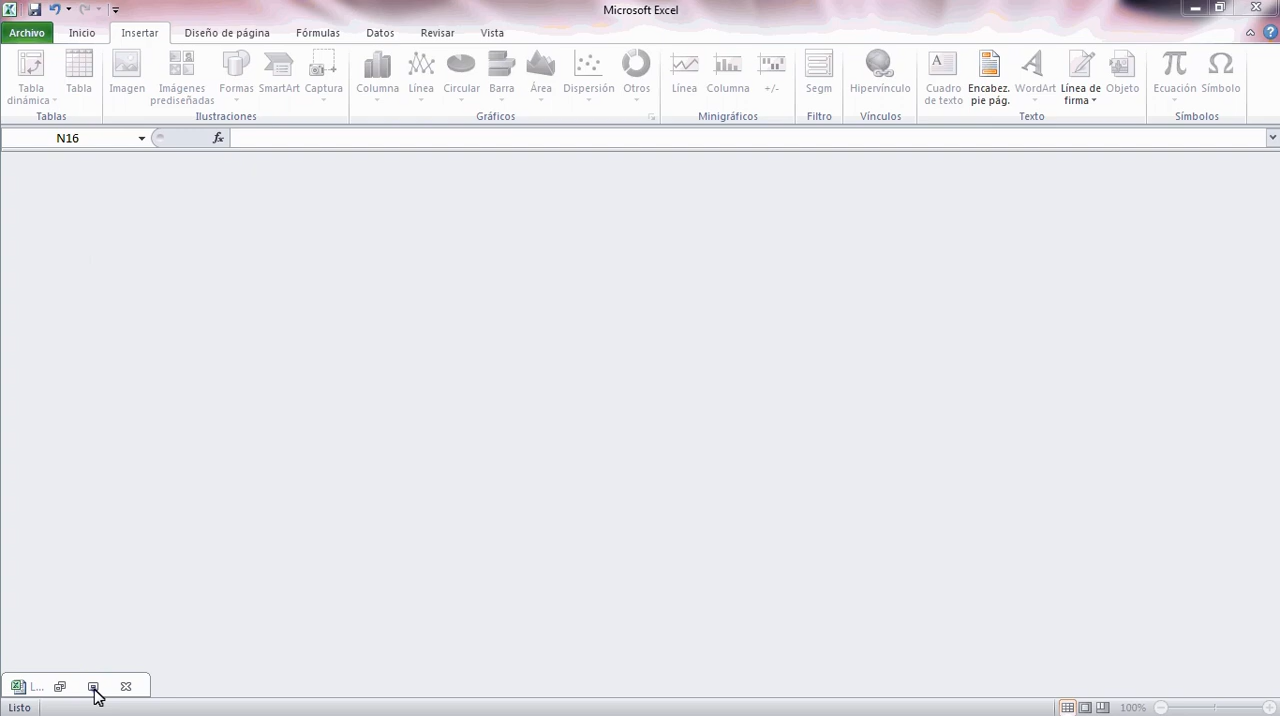 Microsoft Excel
Archivo Inicio Insertar Diseño de página Fórmulas Datos Revisar Vista
Tabla dinámica Tabla Imagen Imágenes prediseñadas Formas SmartArt Captura Columna Línea Circular Barra Área Dispersión Otros Línea Columna +/- Segm Hipervínculo Cuadro de texto Encabez. pie pág. WordArt Línea de firma Objeto Ecuación Símbolo
Tablas Ilustraciones Gráficos Minigráficos Filtro Vínculos Texto Símbolos
N16 fx
L...
Listo 100%